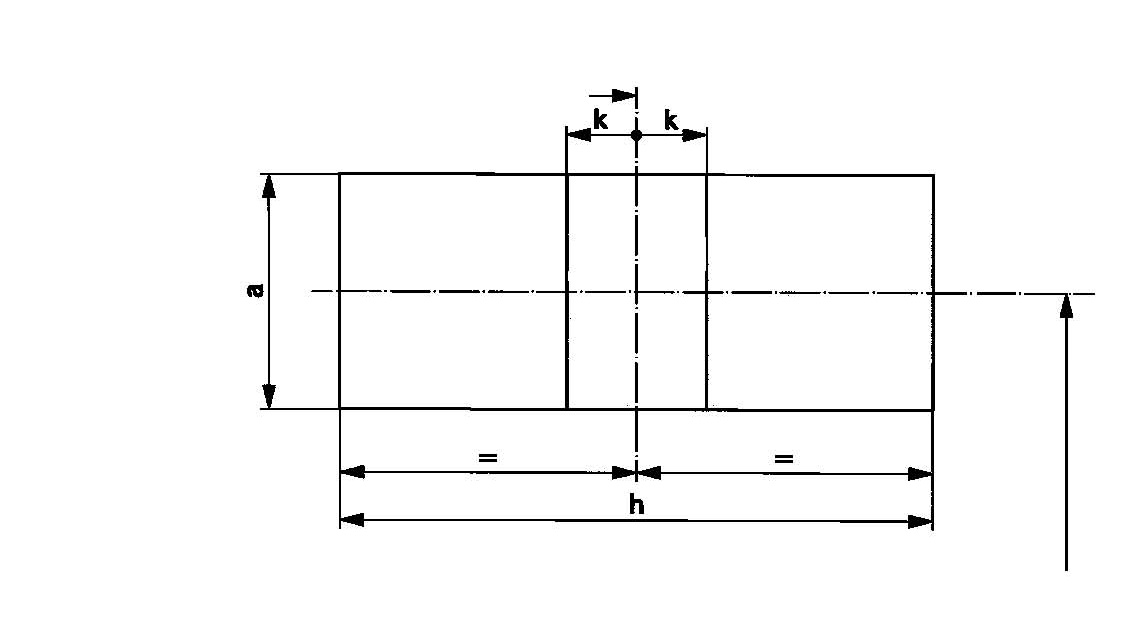 k k
a
= =
h